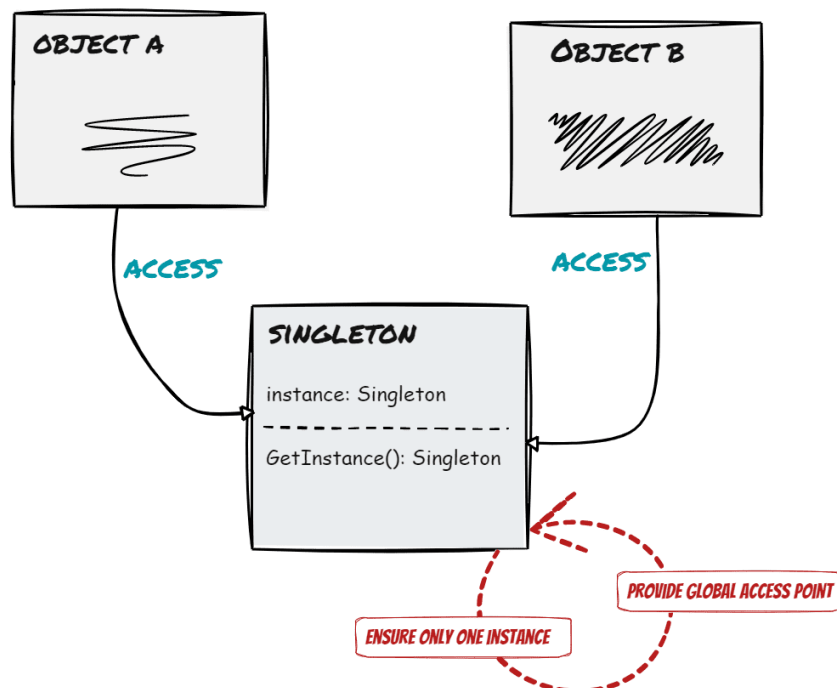 OBJECT A
OBJECT B
ACCESS
ACCESS
SINGLETON
instance: Singleton
GetInstance(): Singleton
PROVIDE GLOBAL ACCESS POINT
ENSURE ONLY ONE INSTANCE